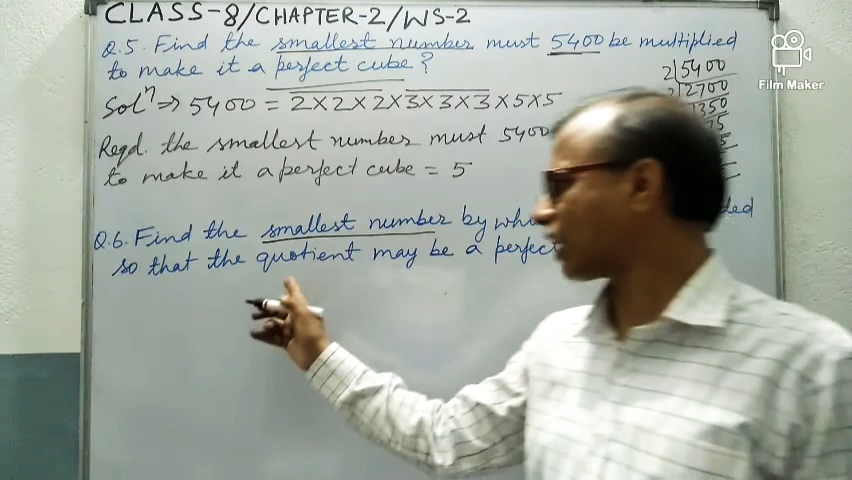 CLASS-8/CHAPTER-2/WS-2
Q.5. Find the smallest number must 5400 be multiplied
to make it a perfect cube?
Solⁿ ⇒ 5400 = 2×2×2×3×3×3×5×5
Reqd. the smallest number must 5400
to make it a perfect cube = 5
2|5400
2|2700
1350
Film Maker
Q.6. Find the smallest number by
so that the quotient may be a perfec